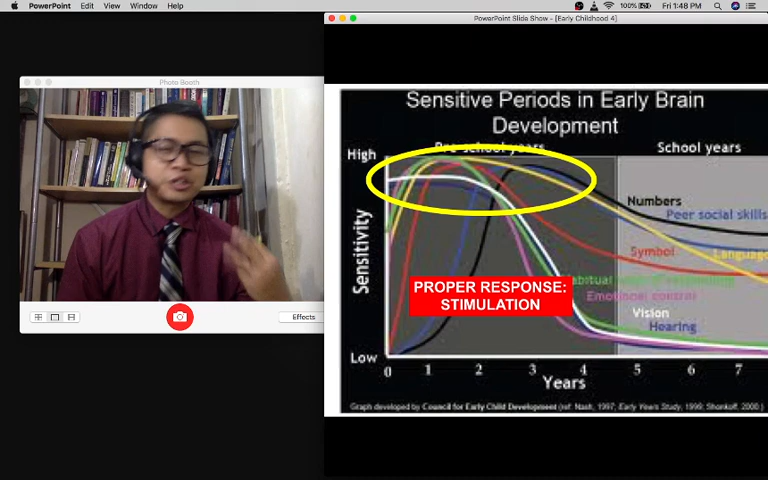 PowerPoint Edit View Window Help 100% Fri 1:48 PM
PowerPoint Slide Show - [Early Childhood 4]
Photo Booth
Effects
Sensitive Periods in Early Brain
Development
Pre-school years School years
High
Sensitivity
Low
Numbers
Peer social skills
Symbol
Language
Emotional control
Vision
Hearing
PROPER RESPONSE:
STIMULATION
0 1 2 3 4 5 6 7
Years
Graph developed by Council for Early Child Development (ref: Nash, 1997; Early Years Study, 1999; Shonkoff, 2000.)